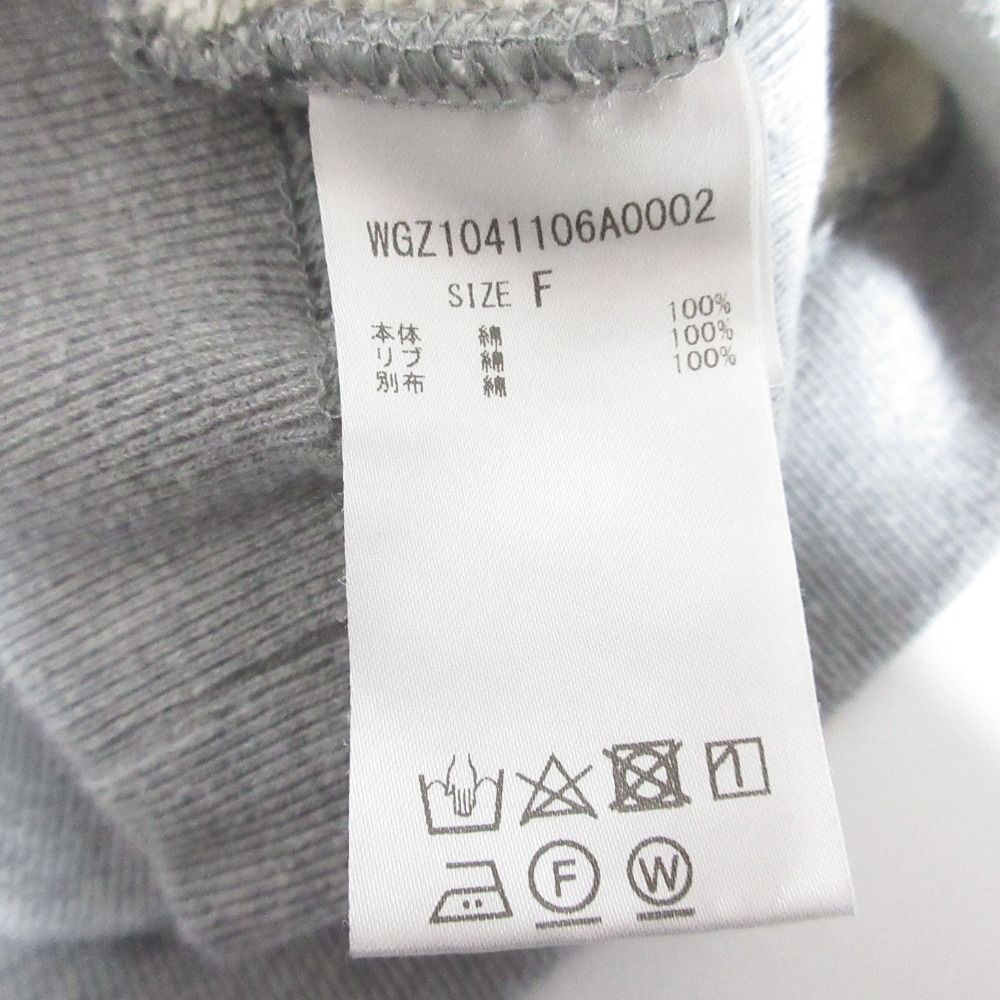 WGZ1041106A0002
SIZE F
本体 綿 100%
リブ 綿 100%
別布 綿 100%
F W